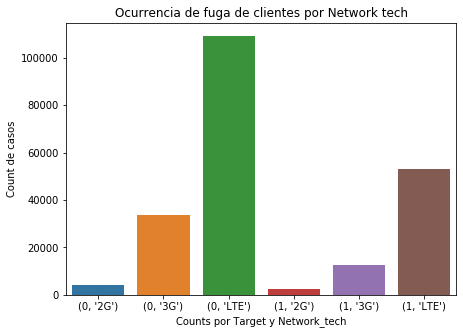 Ocurrencia de fuga de clientes por Network tech
Count de casos
100000
80000
60000
40000
20000
0
(0, '2G') (0, '3G') (0, 'LTE') (1, '2G') (1, '3G') (1, 'LTE')
Counts por Target y Network_tech